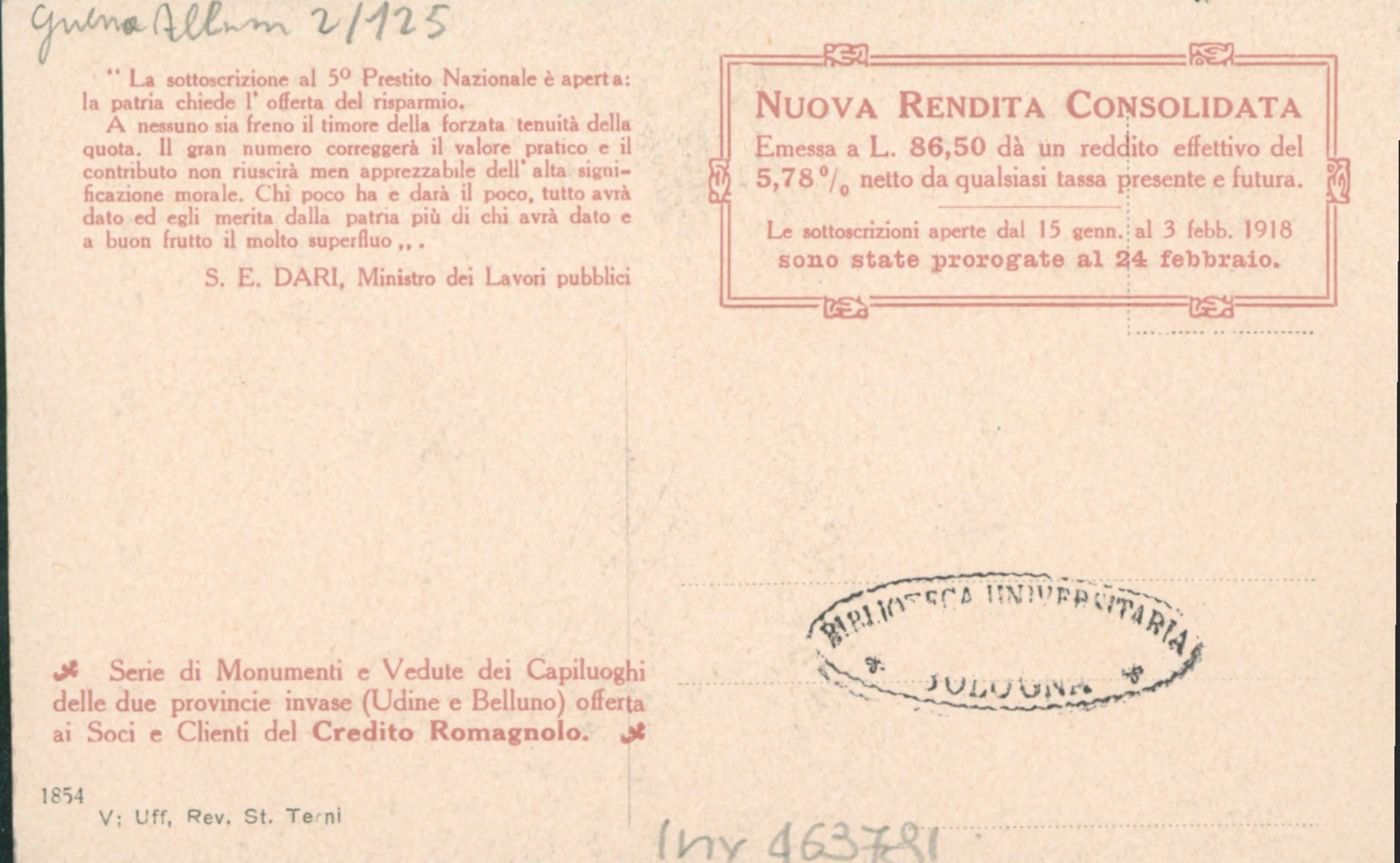 Guerra Album 2/125
“ La sottoscrizione al 5º Prestito Nazionale è aperta:
la patria chiede l' offerta del risparmio.
A nessuno sia freno il timore della forzata tenuità della
quota. Il gran numero correggerà il valore pratico e il
contributo non riuscirà men apprezzabile dell' alta signi-
ficazione morale. Chi poco ha e darà il poco, tutto avrà
dato ed egli merita dalla patria più di chi avrà dato e
a buon frutto il molto superfluo „ .
S. E. DARI, Ministro dei Lavori pubblici
NUOVA RENDITA CONSOLIDATA
Emessa a L. 86,50 dà un reddito effettivo del
5,78 % netto da qualsiasi tassa presente e futura.
Le sottoscrizioni aperte dal 15 genn. al 3 febb. 1918
sono state prorogate al 24 febbraio.
BIBLIOTECA UNIVERSITARIA
BOLOGNA
Serie di Monumenti e Vedute dei Capiluoghi
delle due provincie invase (Udine e Belluno) offerta
ai Soci e Clienti del Credito Romagnolo.
1854
V; Uff, Rev. St. Terni
Inv 463781